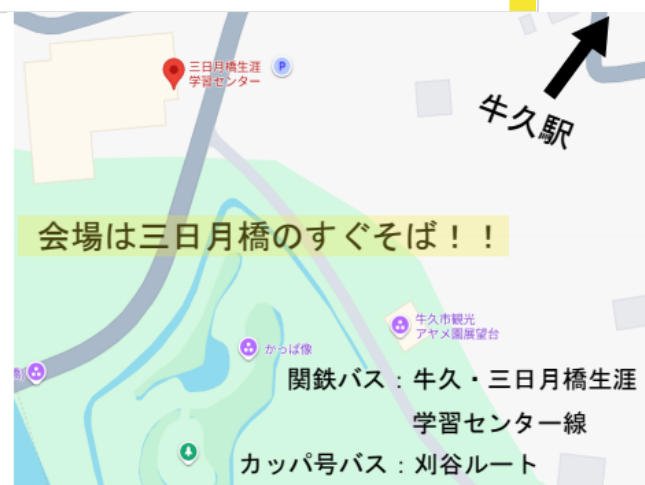 三日月橋生涯
学習センター
P
牛久駅
会場は三日月橋のすぐそば！！
牛久市観光
アヤメ園展望台
かっぱ像
関鉄バス：牛久・三日月橋生涯
学習センター線
カッパ号バス：刈谷ルート